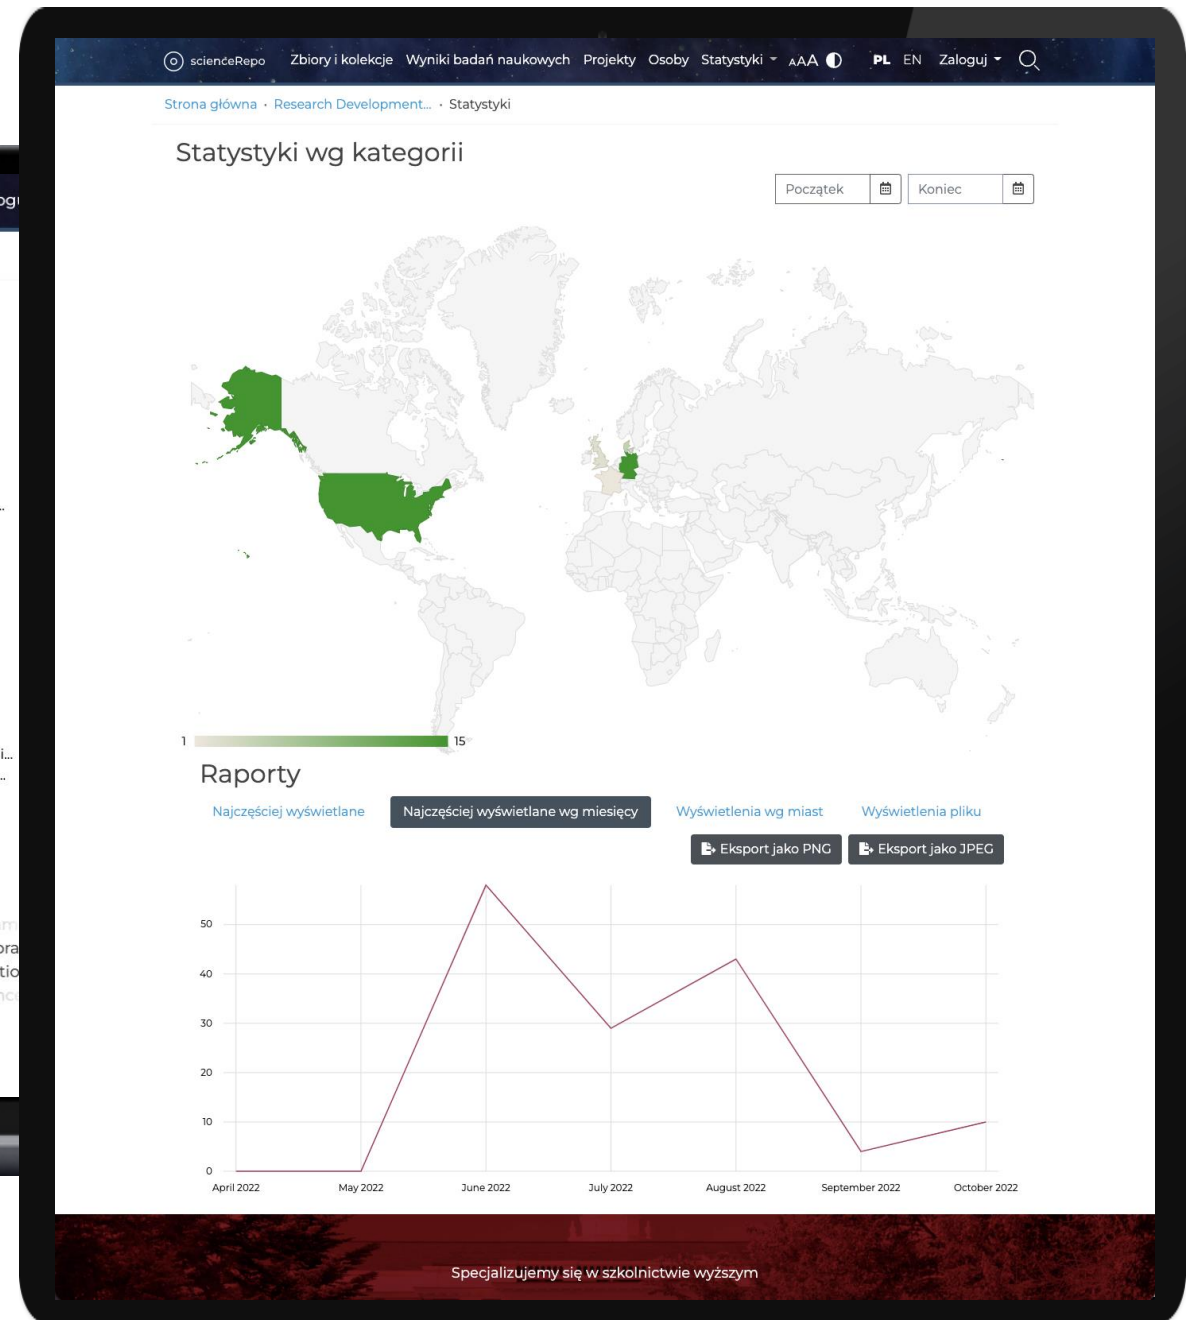 scienceRepo Zbiory i kolekcje Wyniki badań naukowych Projekty Osoby Statystyki AAA PL EN Zaloguj
Strona główna • Research Development... • Statystyki
Statystyki wg kategorii
Początek Koniec
1 15
Raporty
Najczęściej wyświetlane Najczęściej wyświetlane wg miesięcy Wyświetlenia wg miast Wyświetlenia pliku
Eksport jako PNG Eksport jako JPEG
50
40
30
20
10
0
April 2022 May 2022 June 2022 July 2022 August 2022 September 2022 October 2022
Specjalizujemy się w szkolnictwie wyższym